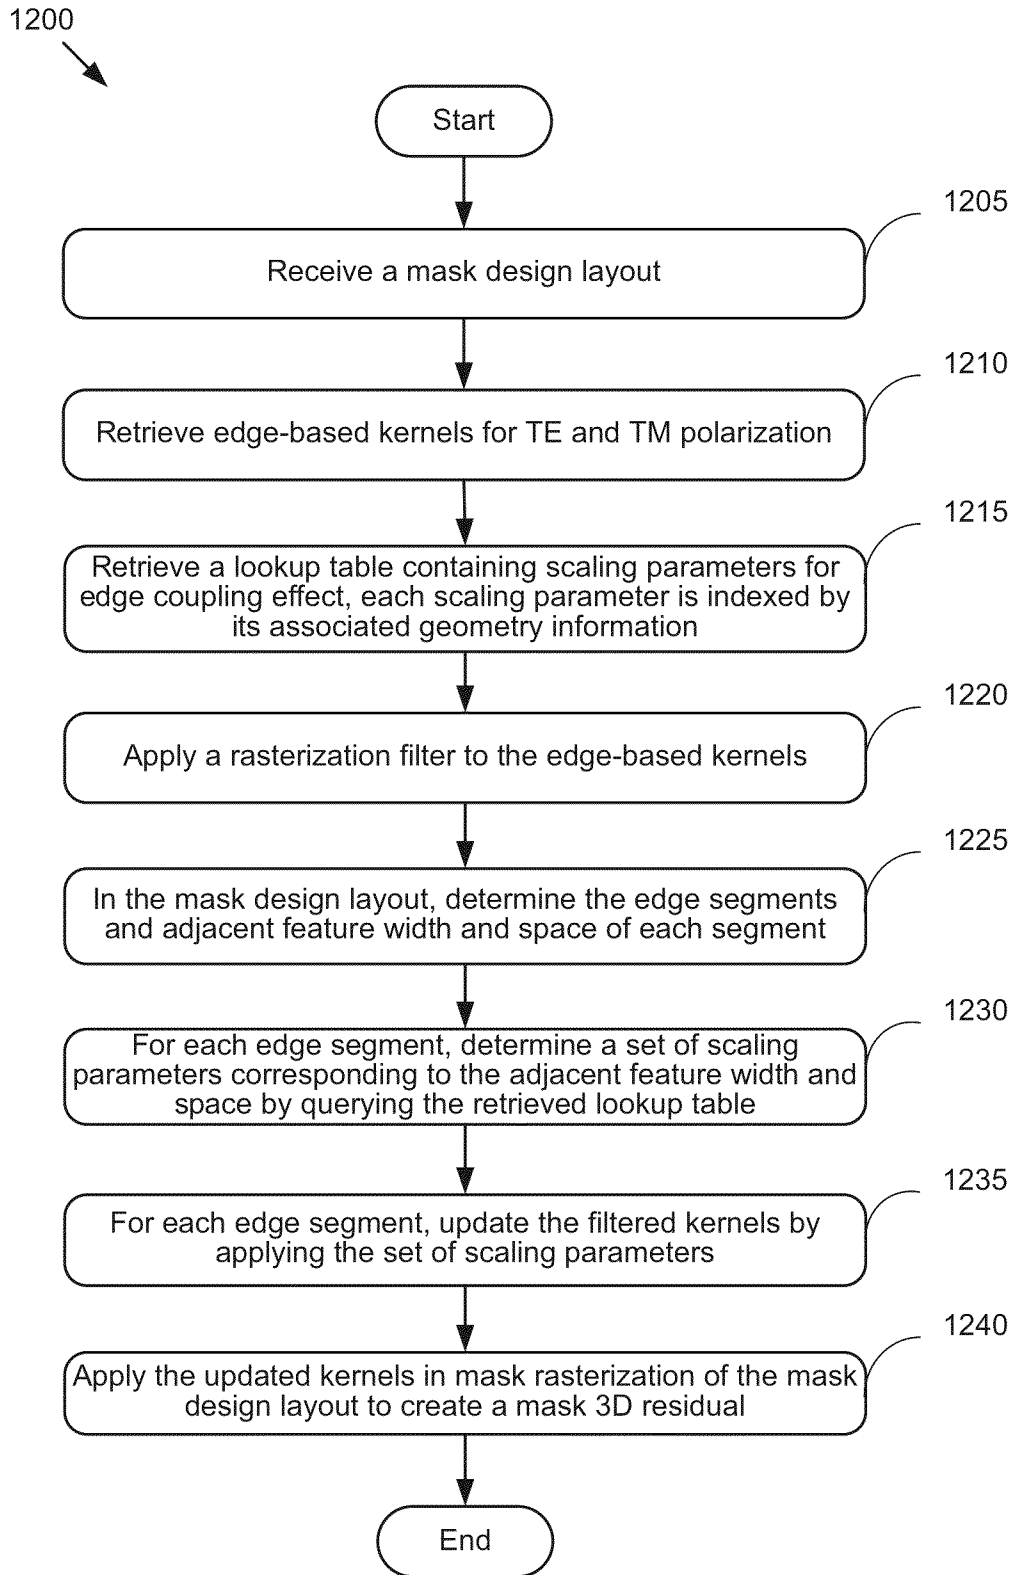 1200
Start
1205
Receive a mask design layout
1210
Retrieve edge-based kernels for TE and TM polarization
1215
Retrieve a lookup table containing scaling parameters for
edge coupling effect, each scaling parameter is indexed by
its associated geometry information
1220
Apply a rasterization filter to the edge-based kernels
1225
In the mask design layout, determine the edge segments
and adjacent feature width and space of each segment
1230
For each edge segment, determine a set of scaling
parameters corresponding to the adjacent feature width and
space by querying the retrieved lookup table
1235
For each edge segment, update the filtered kernels by
applying the set of scaling parameters
1240
Apply the updated kernels in mask rasterization of the mask
design layout to create a mask 3D residual
End